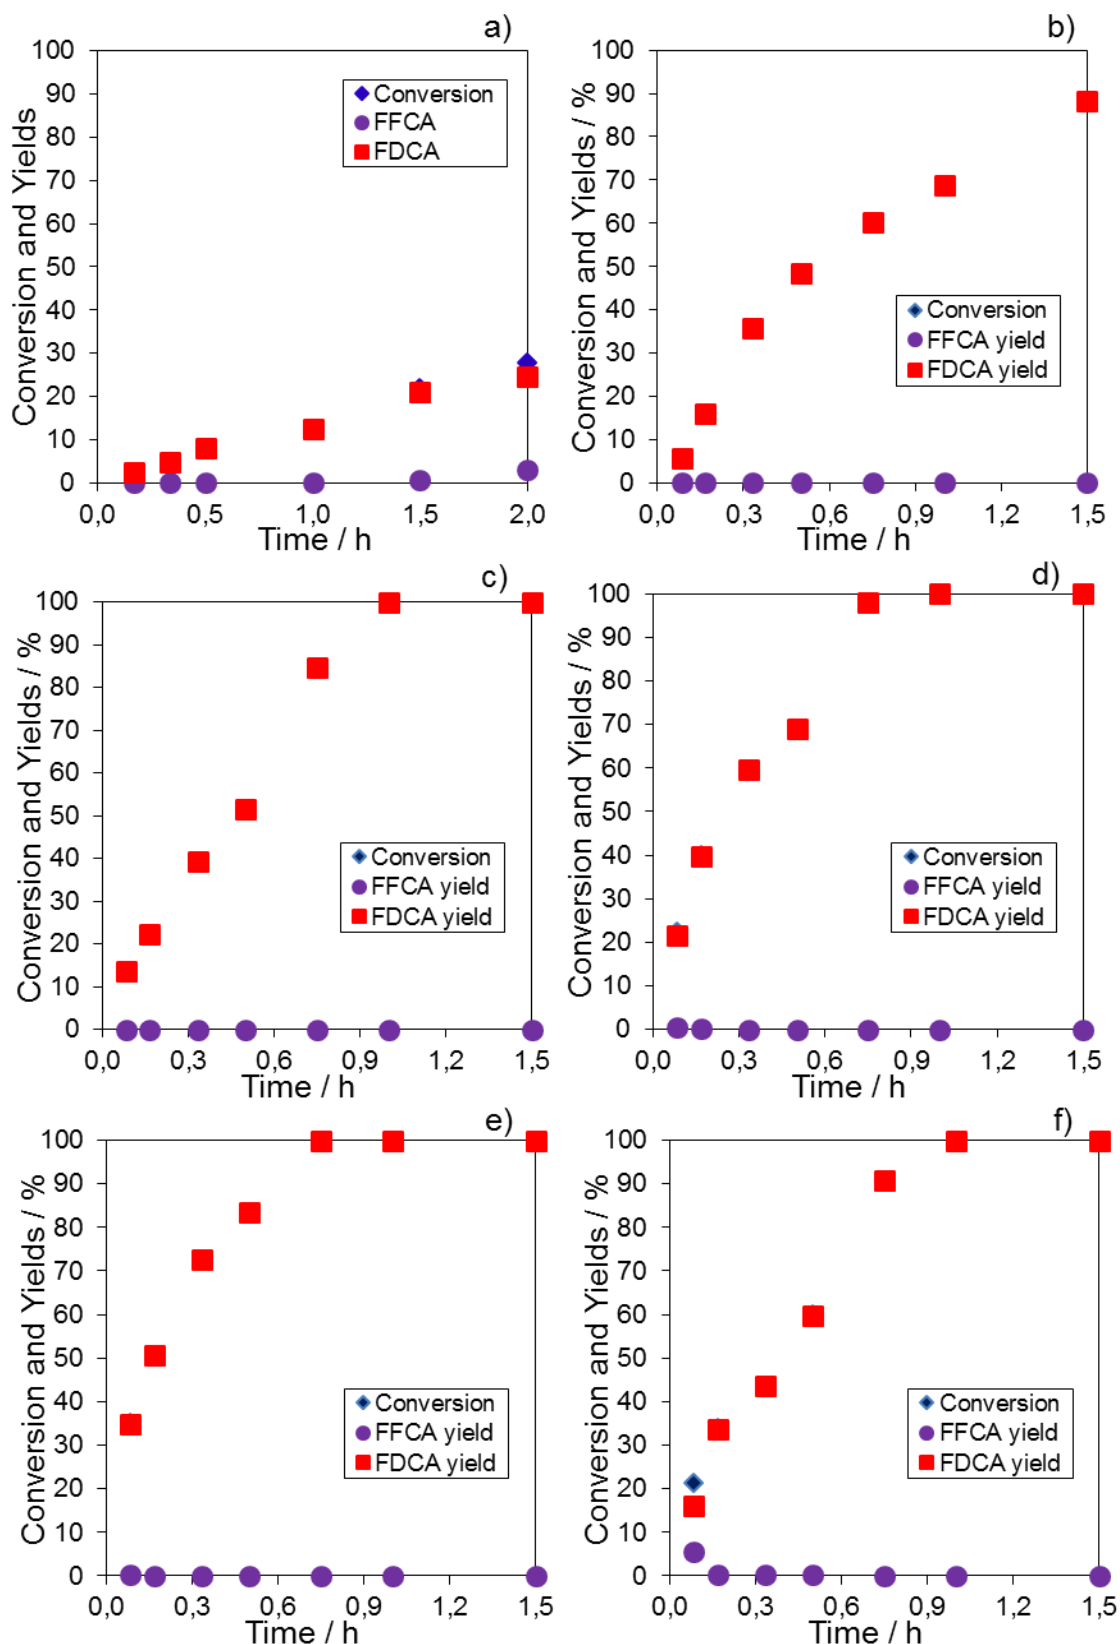 a)
Conversion and Yields
100
90
80
70
60
50
40
30
20
10
0
Conversion
FFCA
FDCA
0,0 0,5 1,0 1,5 2,0
Time / h
b)
Conversion and Yields / %
100
90
80
70
60
50
40
30
20
10
0
Conversion
FFCA yield
FDCA yield
0,0 0,3 0,6 0,9 1,2 1,5
Time / h
c)
Conversion and Yields / %
100
90
80
70
60
50
40
30
20
10
0
Conversion
FFCA yield
FDCA yield
0,0 0,3 0,6 0,9 1,2 1,5
Time / h
d)
Conversion and Yields / %
100
90
80
70
60
50
40
30
20
10
0
Conversion
FFCA yield
FDCA yield
0,0 0,3 0,6 0,9 1,2 1,5
Time / h
e)
Conversion and Yields / %
100
90
80
70
60
50
40
30
20
10
0
Conversion
FFCA yield
FDCA yield
0,0 0,3 0,6 0,9 1,2 1,5
Time / h
f)
Conversion and Yields / %
100
90
80
70
60
50
40
30
20
10
0
Conversion
FFCA yield
FDCA yield
0,0 0,3 0,6 0,9 1,2 1,5
Time / h